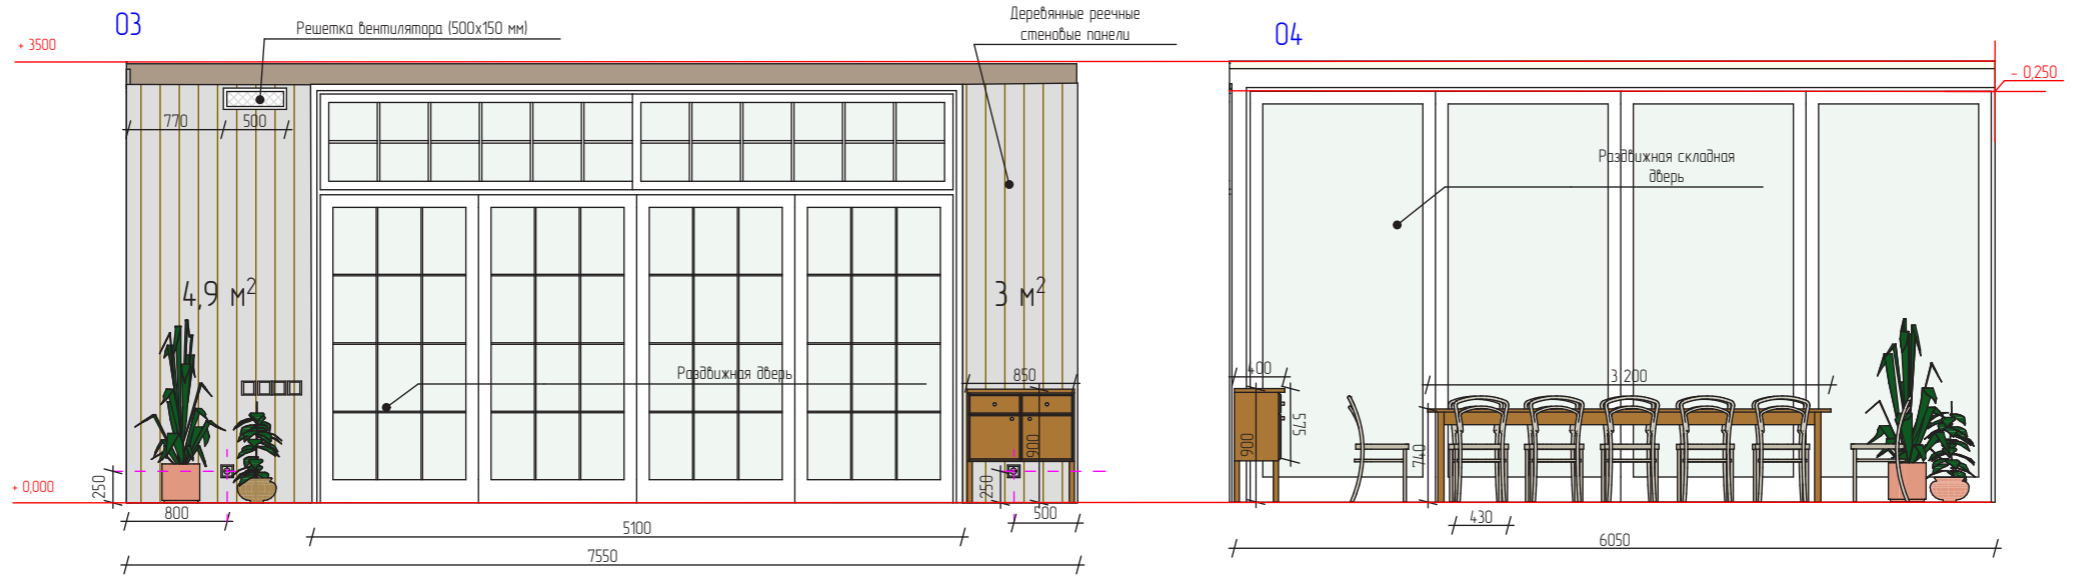 03
Решетка вентилятора (500x150 мм)
+ 3500
770
500
4,9 м²
250
+ 0,000
800
Раздвижная дверь
5100
7550
Деревянные реечные
стеновые панели
3 м²
850
900
250
500
04
- 0,250
Раздвижная складная
дверь
400
575
900
3 200
740
430
6050